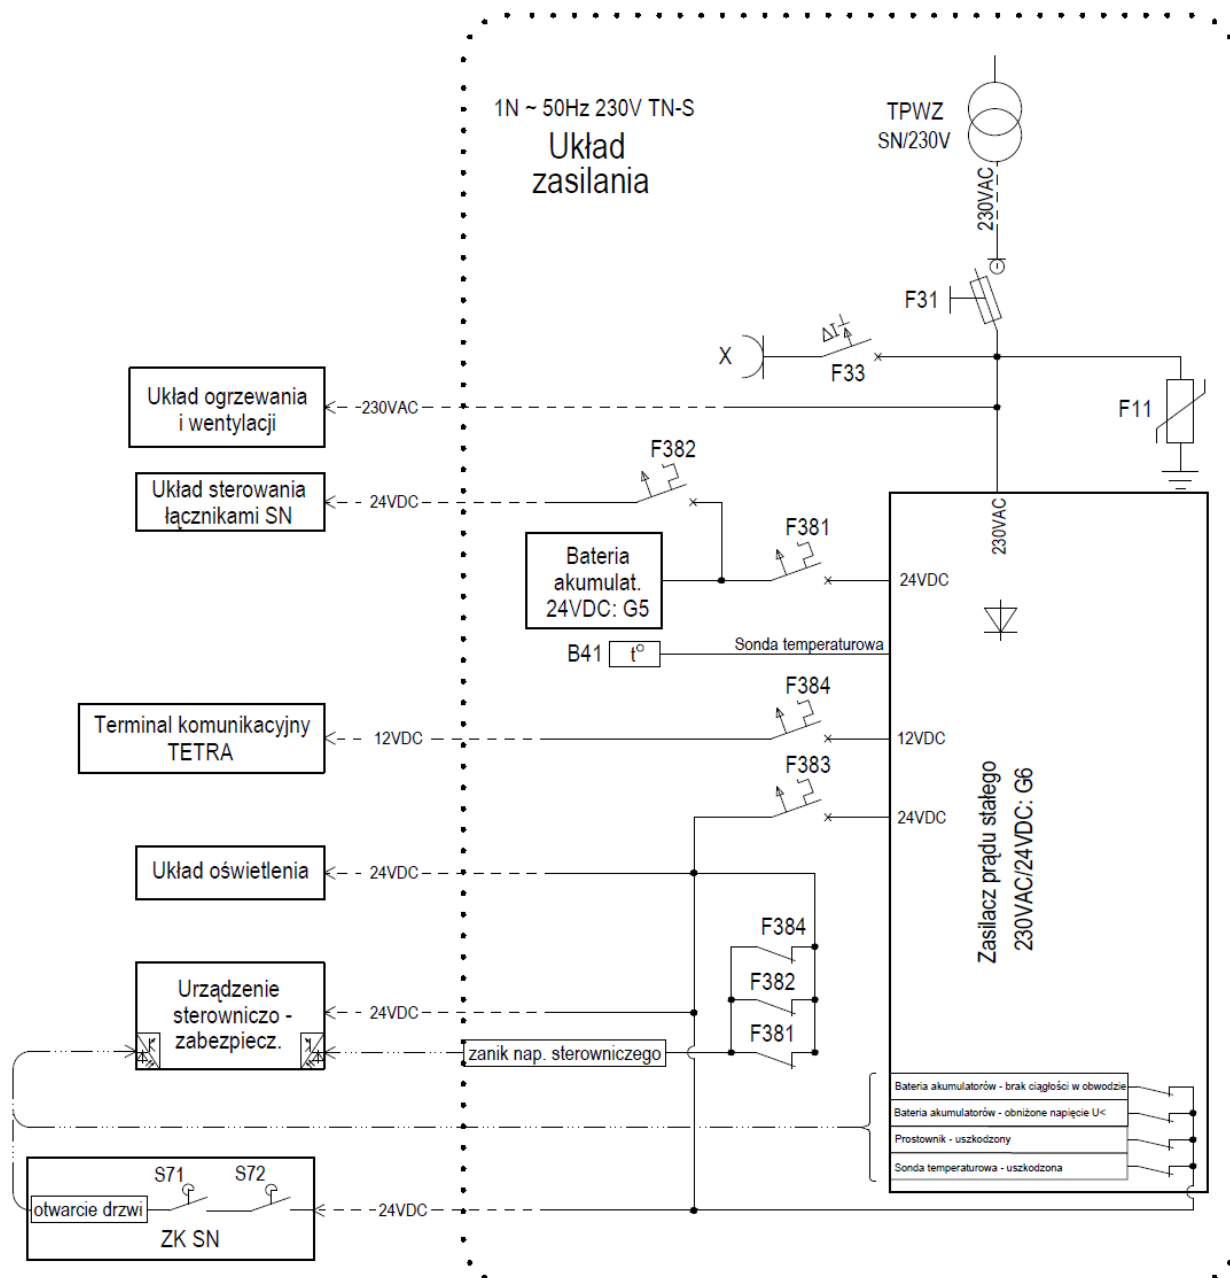 1N ~ 50Hz 230V TN-S
Układ
zasilania
TPWZ
SN/230V
230VAC
F31
X
ΔI
F33
F11
Układ ogrzewania
i wentylacji
230VAC
F382
Układ sterowania
łącznikami SN
24VDC
F381
230VAC
Bateria
akumulat.
24VDC: G5
24VDC
B41
t°
Sonda temperaturowa
F384
Terminal komunikacyjny
TETRA
12VDC
12VDC
F383
24VDC
Zasilacz prądu stałego
230VAC/24VDC: G6
Układ oświetlenia
24VDC
F384
F382
F381
Urządzenie
sterowniczo -
zabezpiecz.
24VDC
zanik nap. sterowniczego
Bateria akumulatorów - brak ciągłości w obwodzie
Bateria akumulatorów - obniżone napięcie U<
Prostownik - uszkodzony
Sonda temperaturowa - uszkodzona
S71
S72
otwarcie drzwi
24VDC
ZK SN